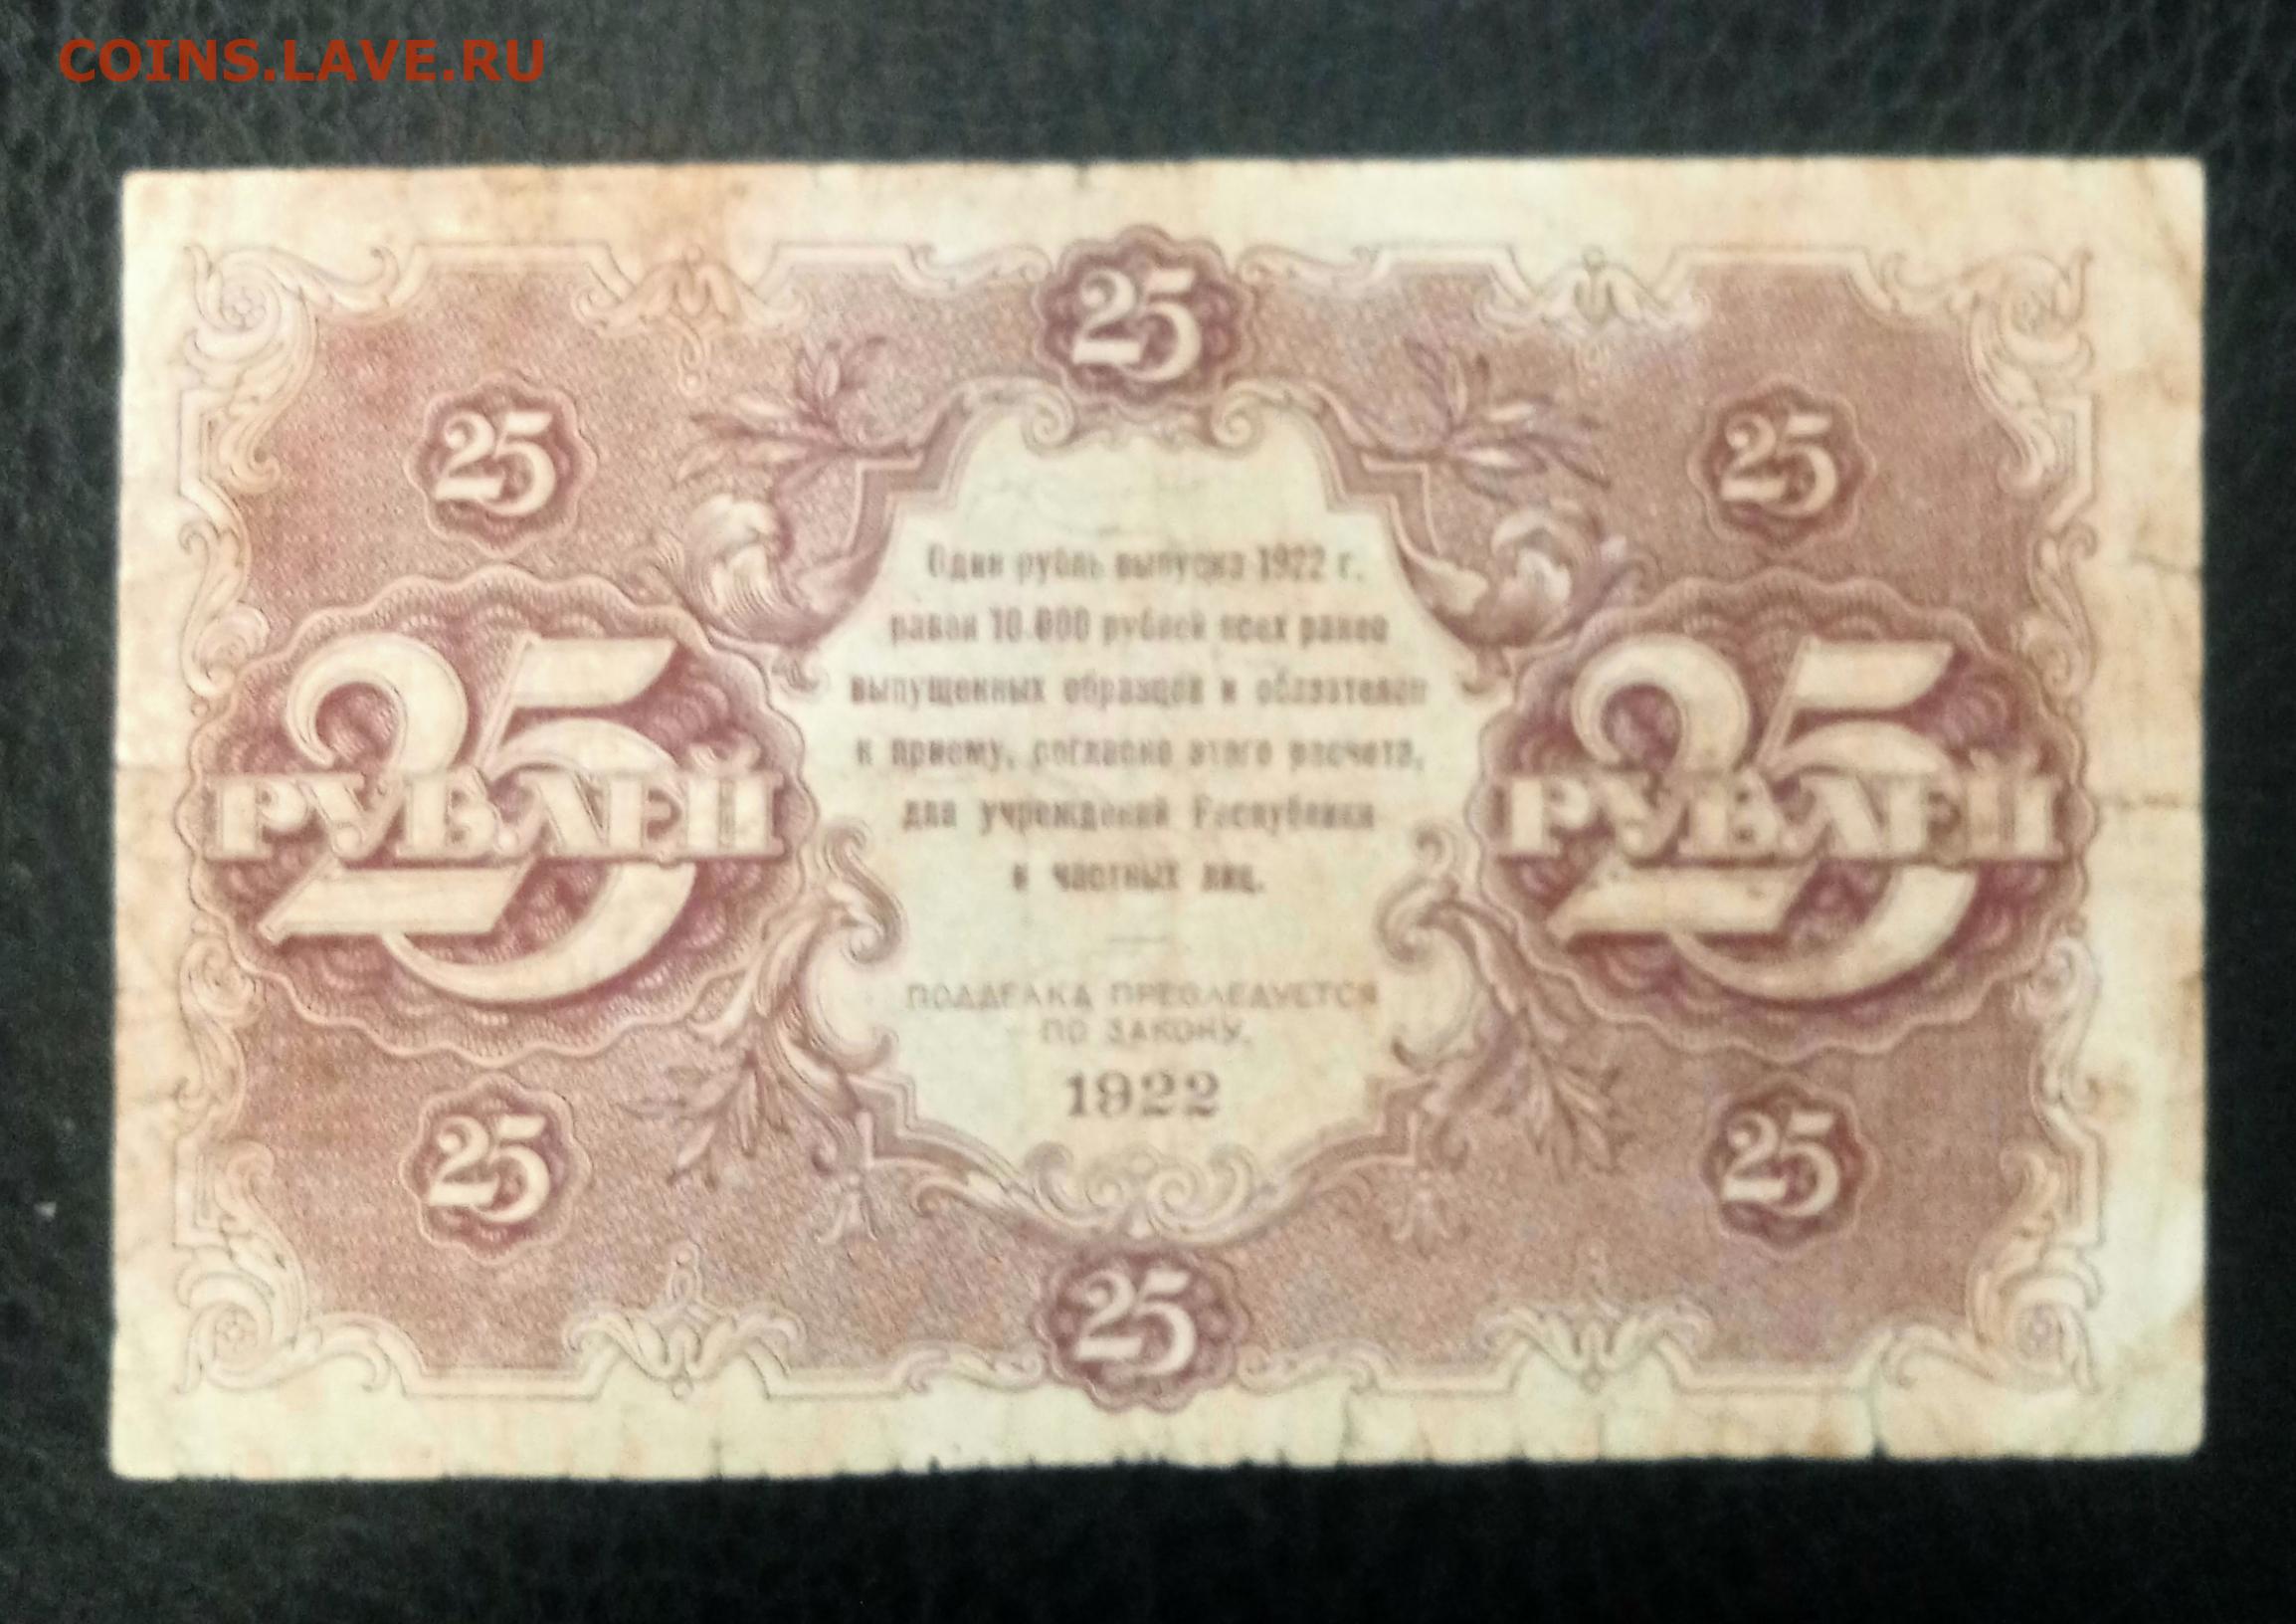 COINS.LAVE.RU
25
25
25
Один рубль выпуска 1922 г.
равен 10.000 рублей всех ранее
выпущенных образцов и обязателен
к приему, согласно этого расчета,
для учреждений Республики
и частных лиц.
25
РУБЛЕЙ
25
РУБЛЕЙ
ПОДДЕЛКА ПРЕСЛЕДУЕТСЯ
ПО ЗАКОНУ.
1922
25
25
25